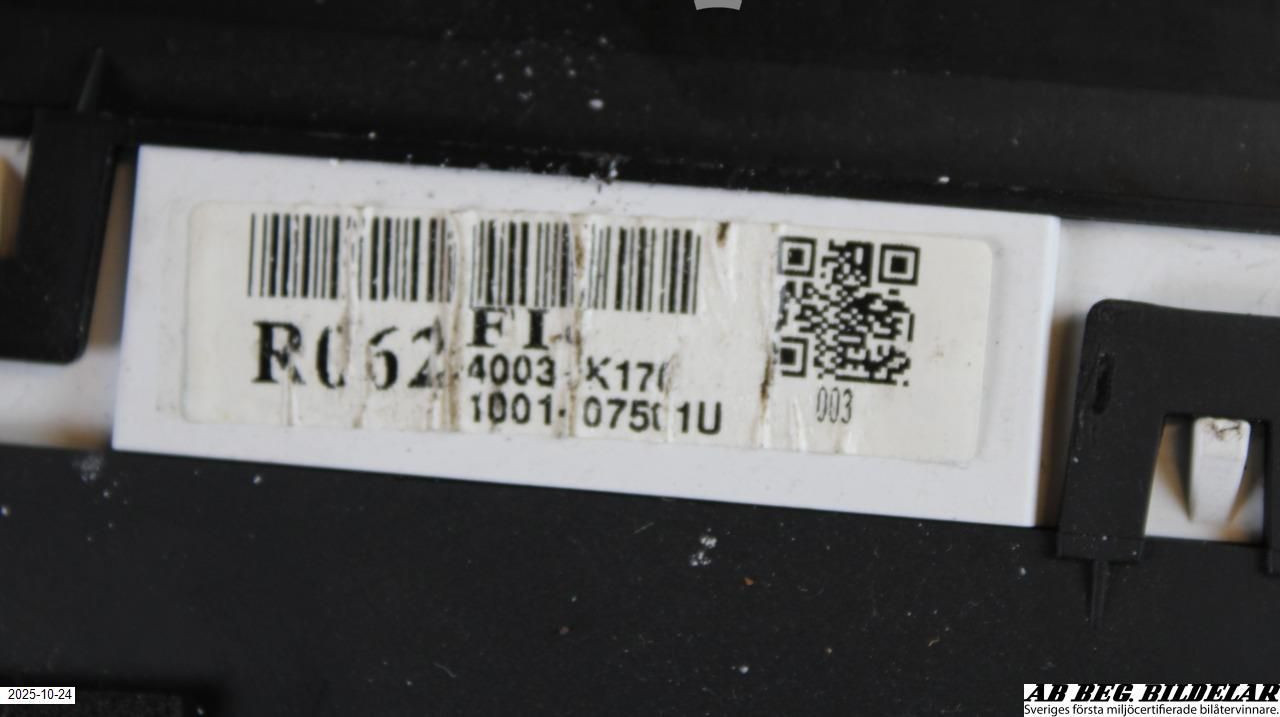 R062 FI
4003-K170
1001-07501U
003
2025-10-24
AB BEG. BILDELAR
Sveriges första miljöcertifierade bilåtervinnare.